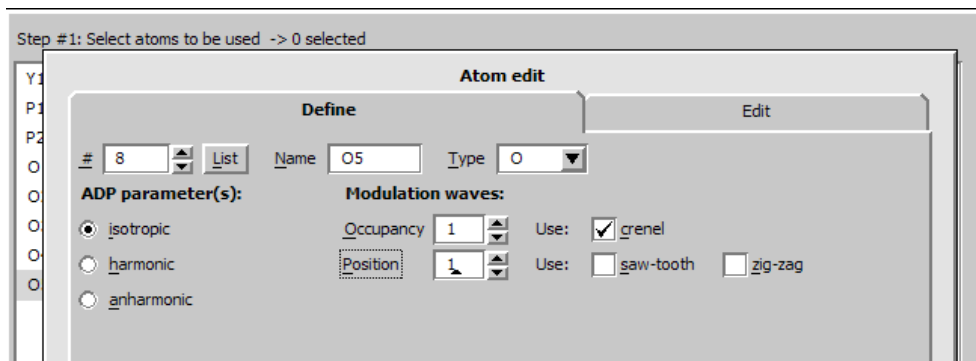 Step #1: Select atoms to be used -> 0 selected
Atom edit
Define Edit
# 8 List Name O5 Type O
ADP parameter(s): Modulation waves:
isotropic Occupancy 1 Use: crenel
harmonic Position 1 Use: saw-tooth zig-zag
anharmonic
Y1
P1
P2
O
O
O
O
O